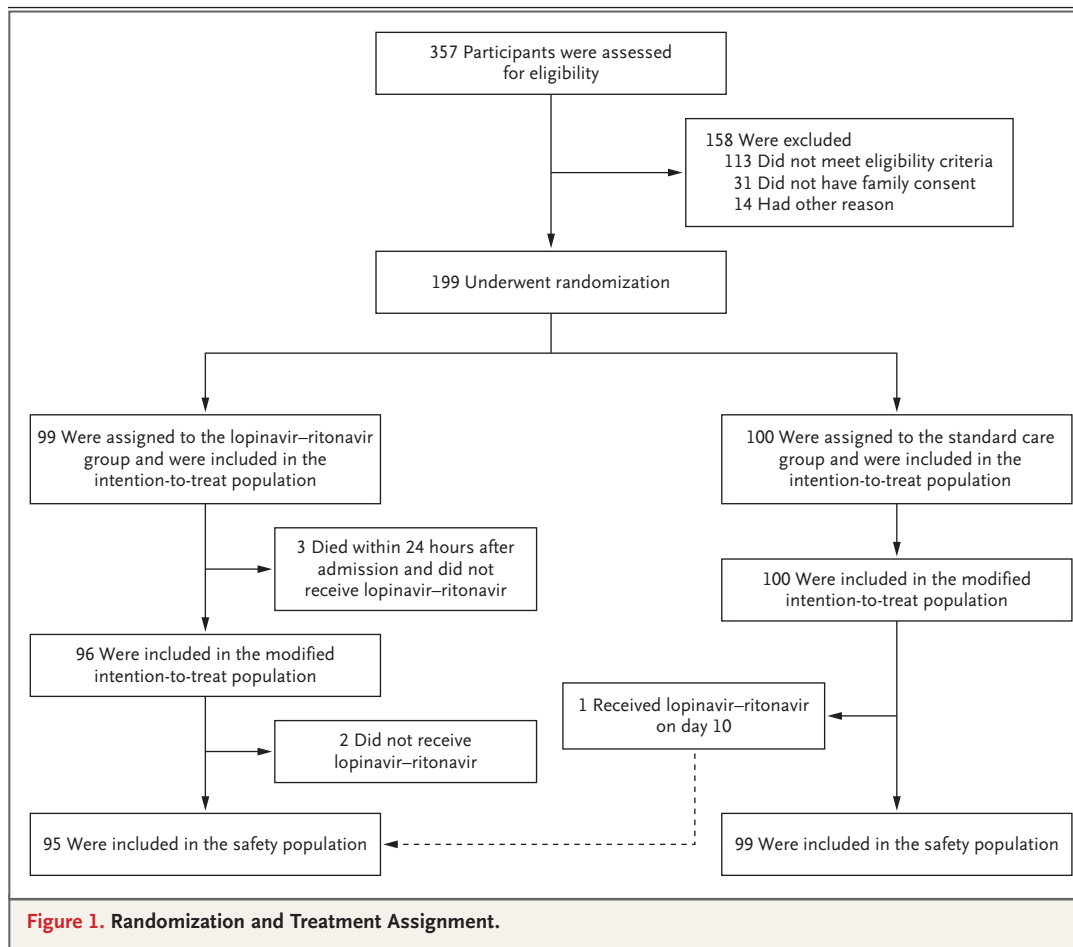 357 Participants were assessed
for eligibility
158 Were excluded
113 Did not meet eligibility criteria
31 Did not have family consent
14 Had other reason
199 Underwent randomization
99 Were assigned to the lopinavir–ritonavir
group and were included in the
intention-to-treat population
100 Were assigned to the standard care
group and were included in the
intention-to-treat population
3 Died within 24 hours after
admission and did not
receive lopinavir–ritonavir
100 Were included in the modified
intention-to-treat population
96 Were included in the modified
intention-to-treat population
1 Received lopinavir–ritonavir
on day 10
2 Did not receive
lopinavir–ritonavir
95 Were included in the safety population
99 Were included in the safety population
Figure 1. Randomization and Treatment Assignment.